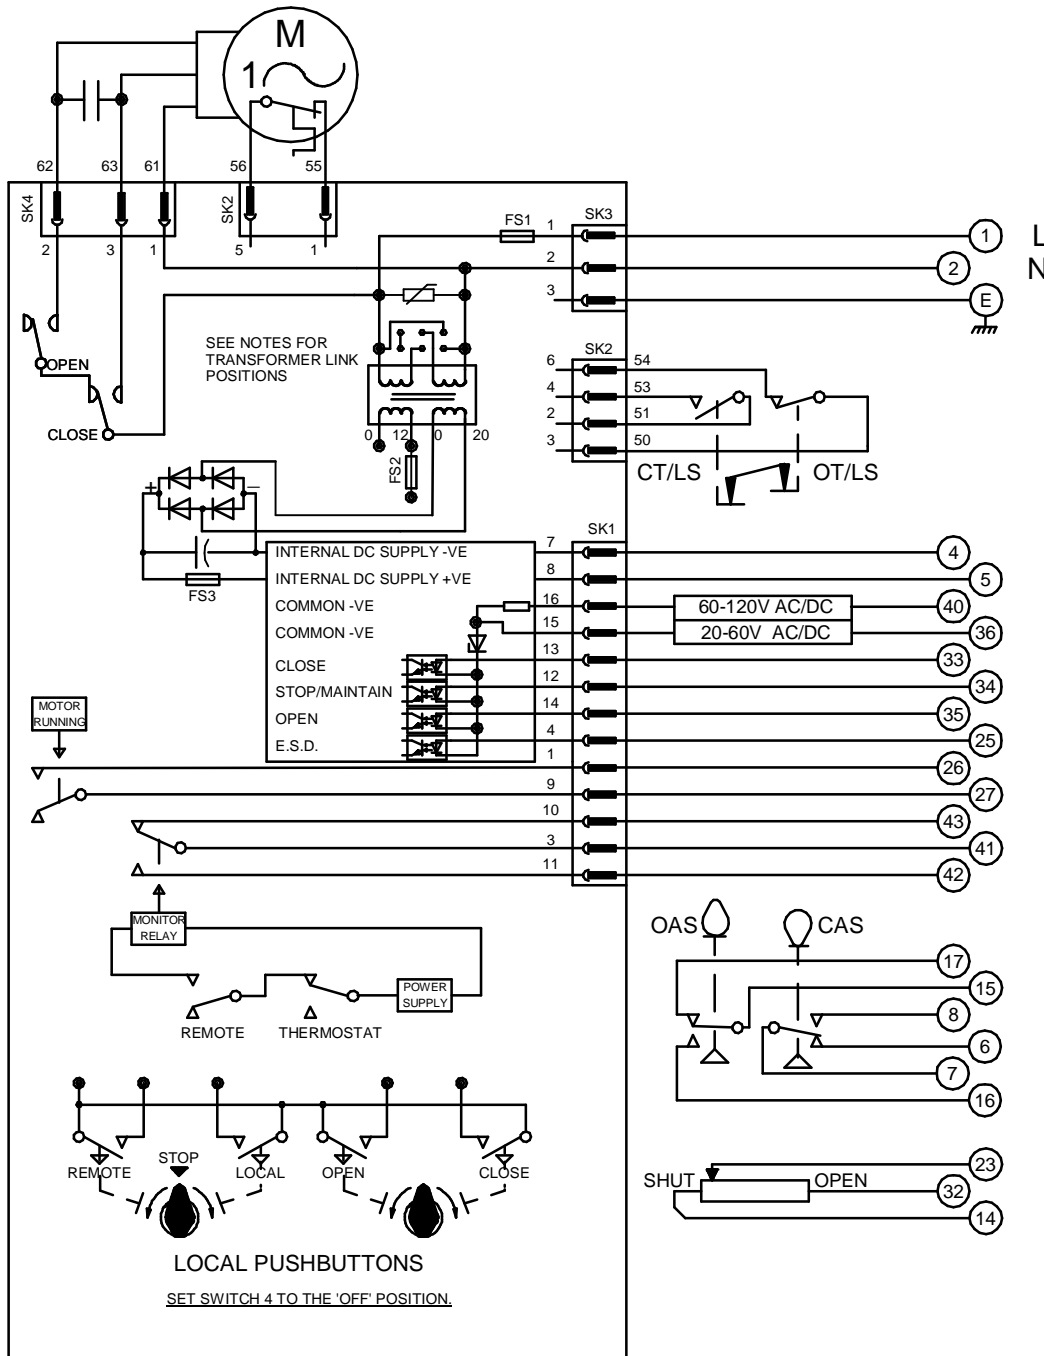 M
1
62 63 61 56 55
SK4
SK2
2 3 1 5 1
FS1
SK3
1
2
3
1
2
E
L
N
OPEN
CLOSE
SEE NOTES FOR
TRANSFORMER LINK
POSITIONS
0 12 0 20
FS2
SK2
6 54
4 53
2 51
3 50
CT/LS OT/LS
+
–
FS3
SK1
INTERNAL DC SUPPLY -VE 7 4
INTERNAL DC SUPPLY +VE 8 5
COMMON -VE 16 60-120V AC/DC 40
COMMON -VE 15 20-60V AC/DC 36
CLOSE 13 33
STOP/MAINTAIN 12 34
OPEN 14 35
E.S.D. 4 25
MOTOR
RUNNING
1 26
9 27
10 43
3 41
11 42
MONITOR
RELAY
REMOTE
THERMOSTAT
POWER
SUPPLY
OAS CAS
17
15
8
6
7
16
REMOTE
STOP
LOCAL
OPEN
CLOSE
SHUT OPEN
23
32
14
LOCAL PUSHBUTTONS
SET SWITCH 4 TO THE 'OFF' POSITION.